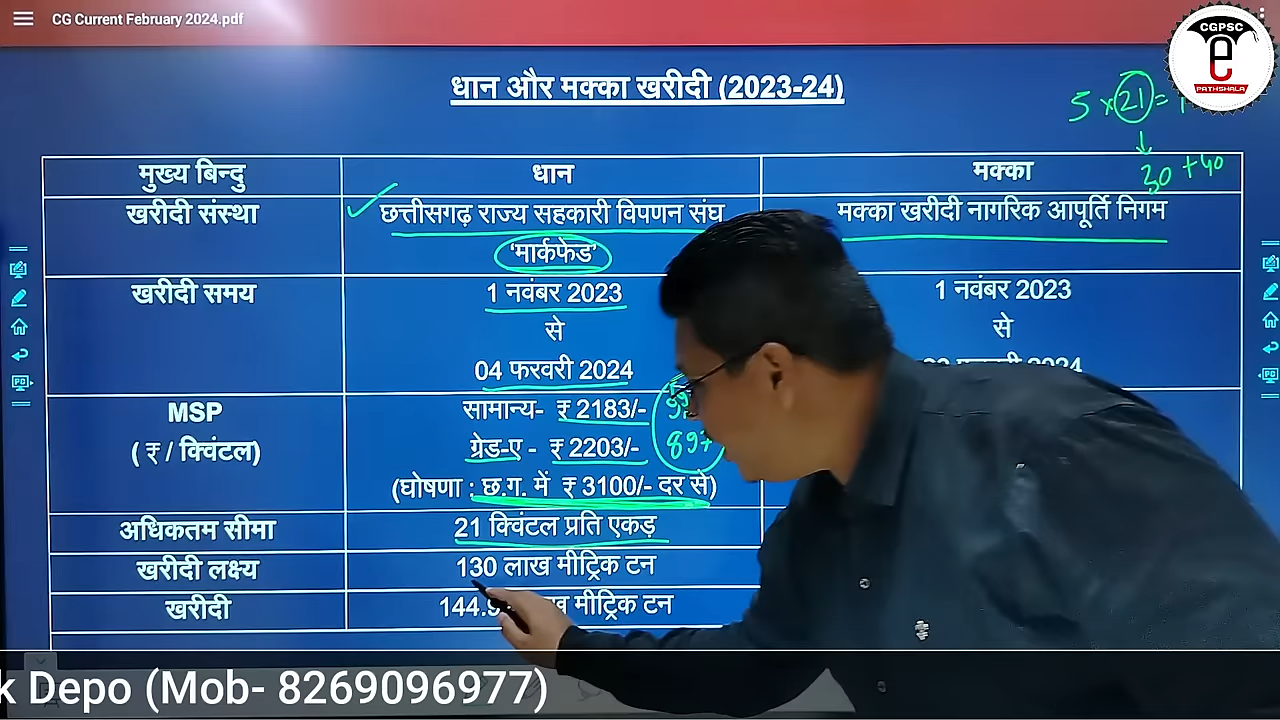 CG Current February 2024.pdf
CGPSC
e
PATHSHALA
धान और मक्का खरीदी (2023-24)
5 × 21 =
30 + 40
मुख्य बिन्दु धान मक्का
खरीदी संस्था छत्तीसगढ़ राज्य सहकारी विपणन संघ मक्का खरीदी नागरिक आपूर्ति निगम
'मार्कफेड'
खरीदी समय 1 नवंबर 2023 1 नवंबर 2023
से से
04 फरवरी 2024 2024
MSP सामान्य- ₹ 2183/-
( ₹ / क्विंटल) ग्रेड-ए - ₹ 2203/- 897
(घोषणा : छ.ग. में ₹ 3100/- दर से)
अधिकतम सीमा 21 क्विंटल प्रति एकड़
खरीदी लक्ष्य 130 लाख मीट्रिक टन
खरीदी मीट्रिक टन
Depo (Mob- 8269096977)